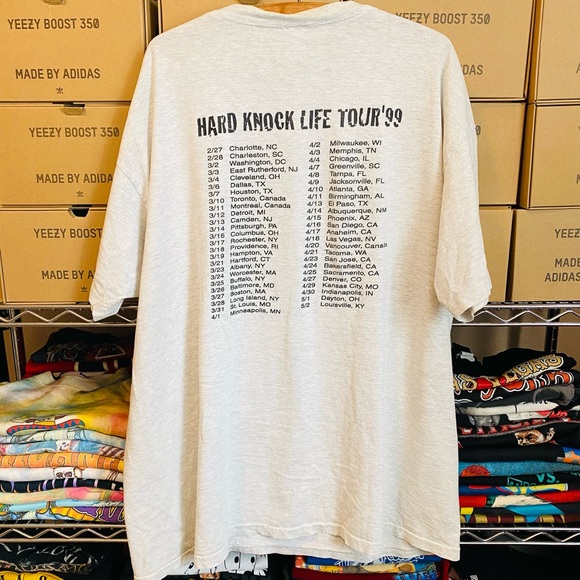 YEEZY BOOST 350
MADE BY ADIDAS
YEEZY BOOST 350
MADE BY ADIDAS
YEEZY BOOST 350
MADE BY ADIDAS
YEEZY BOOST 350
MADE BY ADIDAS
YEEZY BOOST 350
MADE BY ADIDAS
HARD KNOCK LIFE TOUR'99
2/27 Charlotte, NC
2/28 Charleston, SC
3/2 Washington, DC
3/3 East Rutherford, NJ
3/4 Cleveland, OH
3/6 Dallas, TX
3/7 Houston, TX
3/10 Toronto, Canada
3/11 Montreal, Canada
3/12 Detroit, MI
3/13 Camden, NJ
3/14 Pittsburgh, PA
3/16 Columbus, OH
3/17 Rochester, NY
3/18 Providence, RI
3/19 Hampton, VA
3/21 Hartford, CT
3/23 Albany, NY
3/24 Worcester, MA
3/25 Buffalo, NY
3/26 Baltimore, MD
3/27 Boston, MA
3/28 Long Island, NY
3/31 St. Louis, MO
4/1 Minneapolis, MN
4/2 Milwaukee, WI
4/3 Memphis, TN
4/4 Chicago, IL
4/7 Greenville, SC
4/8 Tampa, FL
4/9 Jacksonville, FL
4/10 Atlanta, GA
4/11 Birmingham, AL
4/13 El Paso, TX
4/14 Albuquerque, NM
4/15 Phoenix, AZ
4/16 San Diego, CA
4/17 Anaheim, CA
4/18 Las Vegas, NV
4/20 Vancouver, Canada
4/21 Tacoma, WA
4/23 San Jose, CA
4/24 Bakersfield, CA
4/25 Sacramento, CA
4/27 Denver, CO
4/29 Kansas City, MO
4/30 Indianapolis, IN
5/1 Dayton, OH
5/2 Louisville, KY